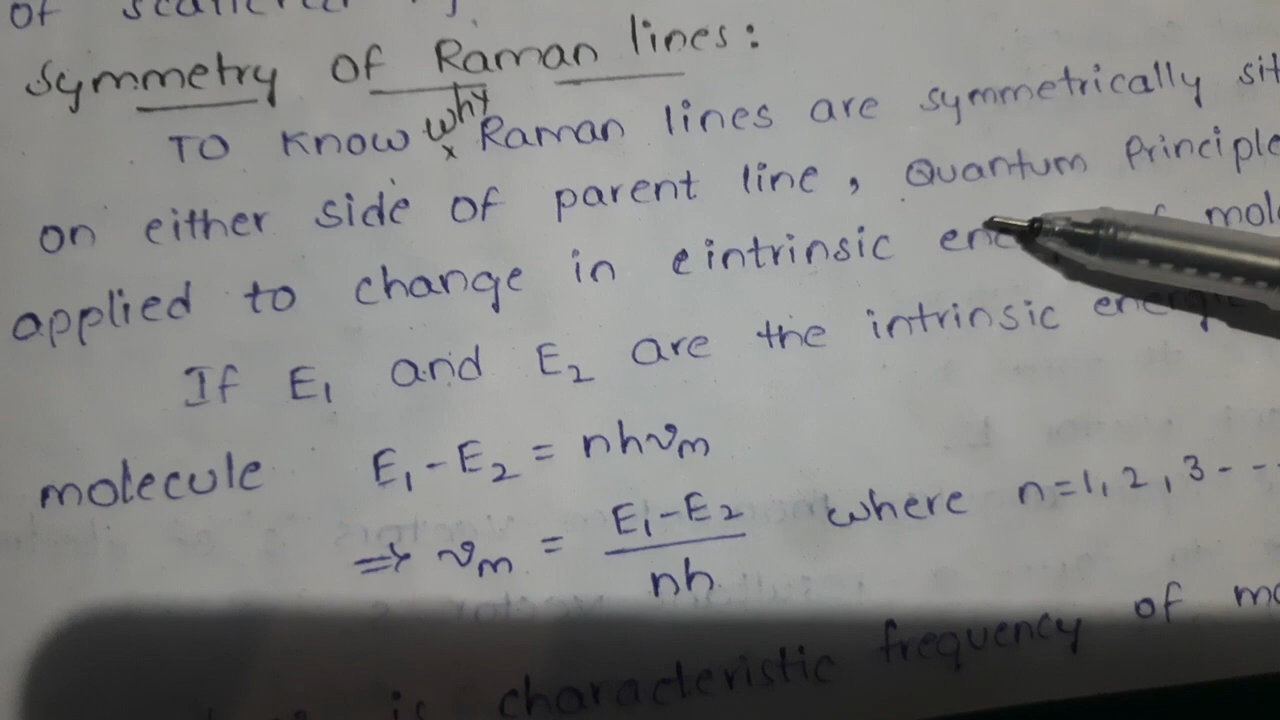 of
Symmetry of Raman lines:
To know why Raman lines are symmetrically
on either side of parent line, Quantum Principle
applied to change in eintrinsic
If E₁ and E₂ are the intrinsic
molecule E₁-E₂ = nhνm
⇒ νm = E₁-E₂/nh where n=1, 2, 3---
is characteristic frequency of